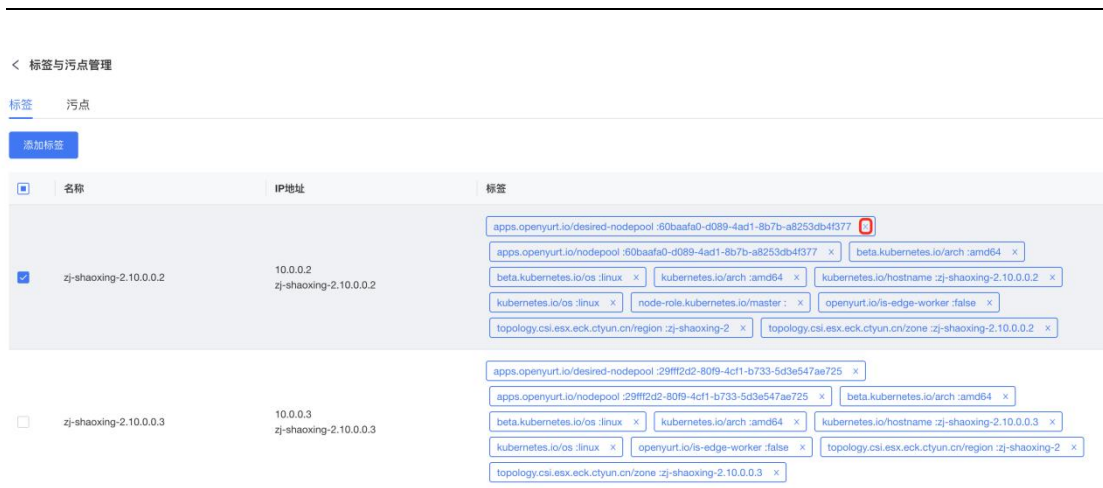 < 标签与污点管理
标签 污点
添加标签
名称 IP地址 标签
apps.openyurt.io/desired-nodepool :60baafa0-d089-4ad1-8b7b-a8253db4f377 ×
apps.openyurt.io/nodepool :60baafa0-d089-4ad1-8b7b-a8253db4f377 × beta.kubernetes.io/arch :amd64 ×
zj-shaoxing-2.10.0.0.2
10.0.0.2
zj-shaoxing-2.10.0.0.2
beta.kubernetes.io/os :linux × kubernetes.io/arch :amd64 × kubernetes.io/hostname :zj-shaoxing-2.10.0.0.2 ×
kubernetes.io/os :linux × node-role.kubernetes.io/master : × openyurt.io/is-edge-worker :false ×
topology.csi.esx.eck.ctyun.cn/region :zj-shaoxing-2 × topology.csi.esx.eck.ctyun.cn/zone :zj-shaoxing-2.10.0.0.2 ×
apps.openyurt.io/desired-nodepool :29fff2d2-80f9-4cf1-b733-5d3e547ae725 ×
apps.openyurt.io/nodepool :29fff2d2-80f9-4cf1-b733-5d3e547ae725 × beta.kubernetes.io/arch :amd64 ×
zj-shaoxing-2.10.0.0.3
10.0.0.3
zj-shaoxing-2.10.0.0.3
beta.kubernetes.io/os :linux × kubernetes.io/arch :amd64 × kubernetes.io/hostname :zj-shaoxing-2.10.0.0.3 ×
kubernetes.io/os :linux × openyurt.io/is-edge-worker :false × topology.csi.esx.eck.ctyun.cn/region :zj-shaoxing-2 ×
topology.csi.esx.eck.ctyun.cn/zone :zj-shaoxing-2.10.0.0.3 ×